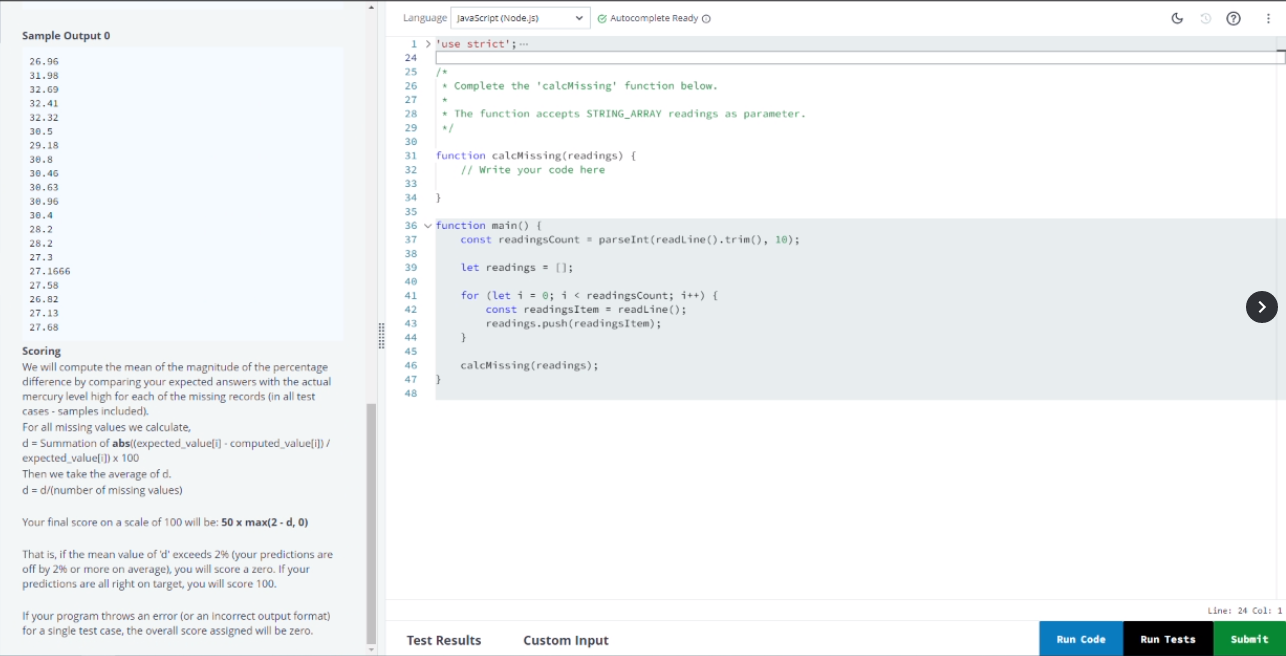 Sample Output 0
26.96
31.98
32.69
32.41
32.32
30.5
29.18
30.8
30.46
30.63
30.96
30.4
28.2
28.2
27.3
27.1666
27.58
26.82
27.13
27.68
Scoring
We will compute the mean of the magnitude of the percentage
difference by comparing your expected answers with the actual
mercury level high for each of the missing records (in all test
cases - samples included).
For all missing values we calculate,
d = Summation of abs((expected_value[i] - computed_value[i]) /
expected_value[i]) x 100
Then we take the average of d.
d = d/(number of missing values)
Your final score on a scale of 100 will be: 50 x max(2 - d, 0)
That is, if the mean value of 'd' exceeds 2% (your predictions are
off by 2% or more on average), you will score a zero. If your
predictions are all right on target, you will score 100.
If your program throws an error (or an incorrect output format)
for a single test case, the overall score assigned will be zero.
Language JavaScript (Node.js) Autocomplete Ready
1 'use strict';
24
25 /*
26 * Complete the 'calcMissing' function below.
27 *
28 * The function accepts STRING_ARRAY readings as parameter.
29 */
30
31 function calcMissing(readings) {
32 // Write your code here
33
34 }
35
36 function main() {
37 const readingsCount = parseInt(readLine().trim(), 10);
38
39 let readings = [];
40
41 for (let i = 0; i < readingsCount; i++) {
42 const readingsItem = readLine();
43 readings.push(readingsItem);
44 }
45
46 calcMissing(readings);
47 }
48
Line: 24 Col: 1
Test Results Custom Input Run Code Run Tests Submit